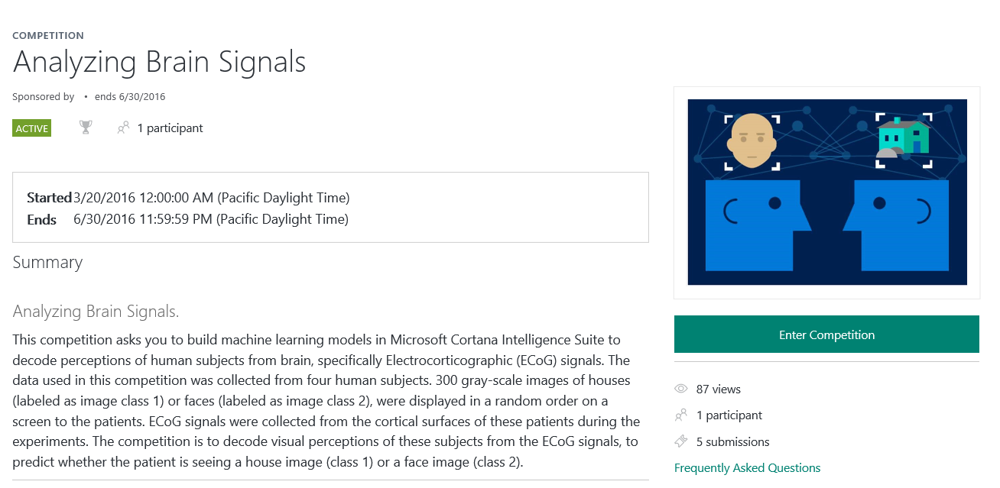 COMPETITION
Analyzing Brain Signals
Sponsored by • ends 6/30/2016
ACTIVE 1 participant
Started 3/20/2016 12:00:00 AM (Pacific Daylight Time)
Ends 6/30/2016 11:59:59 PM (Pacific Daylight Time)
Summary
Analyzing Brain Signals.
This competition asks you to build machine learning models in Microsoft Cortana Intelligence Suite to
decode perceptions of human subjects from brain, specifically Electrocorticographic (ECoG) signals. The
data used in this competition was collected from four human subjects. 300 gray-scale images of houses
(labeled as image class 1) or faces (labeled as image class 2), were displayed in a random order on a
screen to the patients. ECoG signals were collected from the cortical surfaces of these patients during the
experiments. The competition is to decode visual perceptions of these subjects from the ECoG signals, to
predict whether the patient is seeing a house image (class 1) or a face image (class 2).
Enter Competition
87 views
1 participant
5 submissions
Frequently Asked Questions